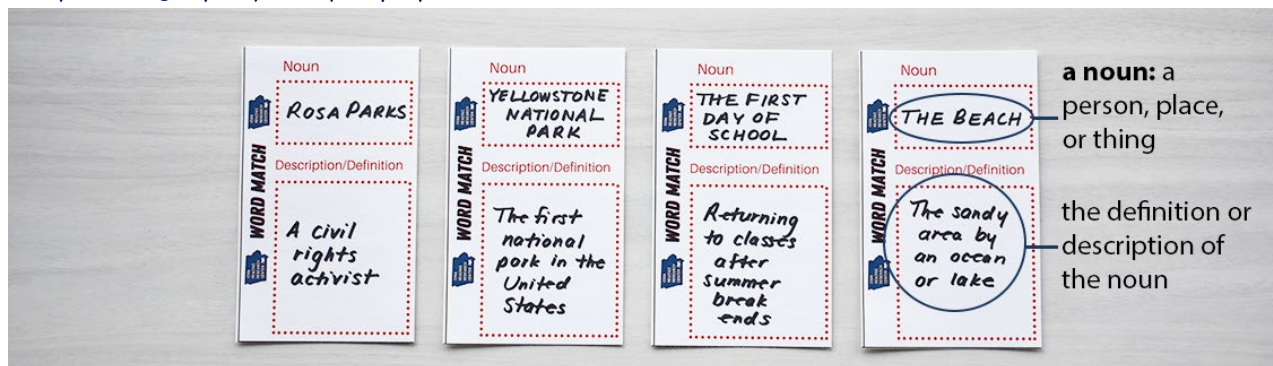 Noun
ROSA PARKS
Description/Definition
A civil
rights
activist
WORD MATCH
Noun
YELLOWSTONE
NATIONAL
PARK
Description/Definition
The first
national
park in the
United
States
WORD MATCH
Noun
THE FIRST
DAY OF
SCHOOL
Description/Definition
Returning
to classes
after
summer
break
ends
WORD MATCH
Noun
THE BEACH
Description/Definition
The sandy
area by
an ocean
or lake
WORD MATCH
a noun: a
person, place,
or thing
the definition or
description of
the noun